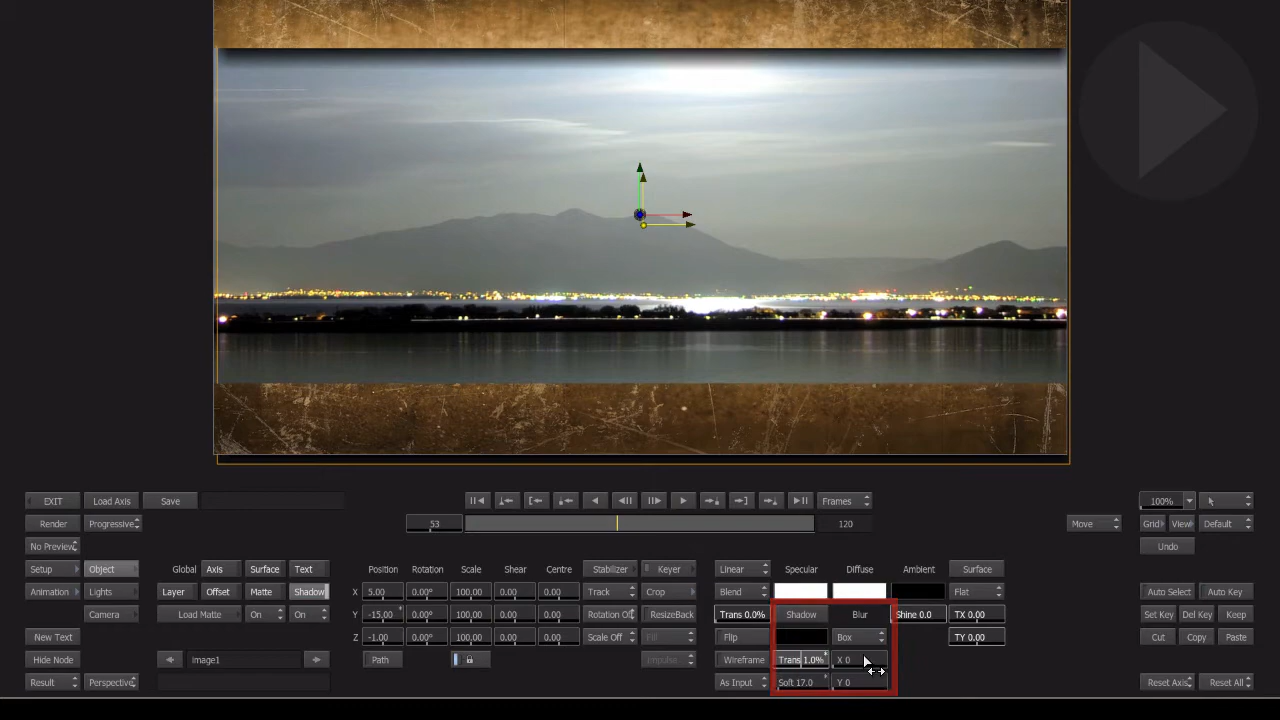 EXIT Load Axis Save Frames 100%
Render Progressive 53 120 Move Grid View Default
No Preview Undo
Setup Object Global Axis Surface Text Position Rotation Scale Shear Centre Stabilizer Keyer Linear Specular Diffuse Ambient Surface
Animation Lights Layer Offset Matte Shadow X 5.00 0.00° 100.00 0.00° 0.00 Track Crop Blend Flat Auto Select Auto Key
Camera Load Matte On On Y -15.00 0.00° 100.00 0.00° 0.00 Rotation Off ResizeBack Trans 0.0% Shadow Blur Shine 0.0 TX 0.00 Set Key Del Key Keep
New Text Z -1.00 0.00° 100.00 0.00° 0.00 Scale Off Fill Flip Box TY 0.00 Cut Copy Paste
Hide Node Image1 Path Impulse Wireframe Trans 1.0% X 0
Result Perspective As Input Soft 17.0 Y 0 Reset Axis Reset All